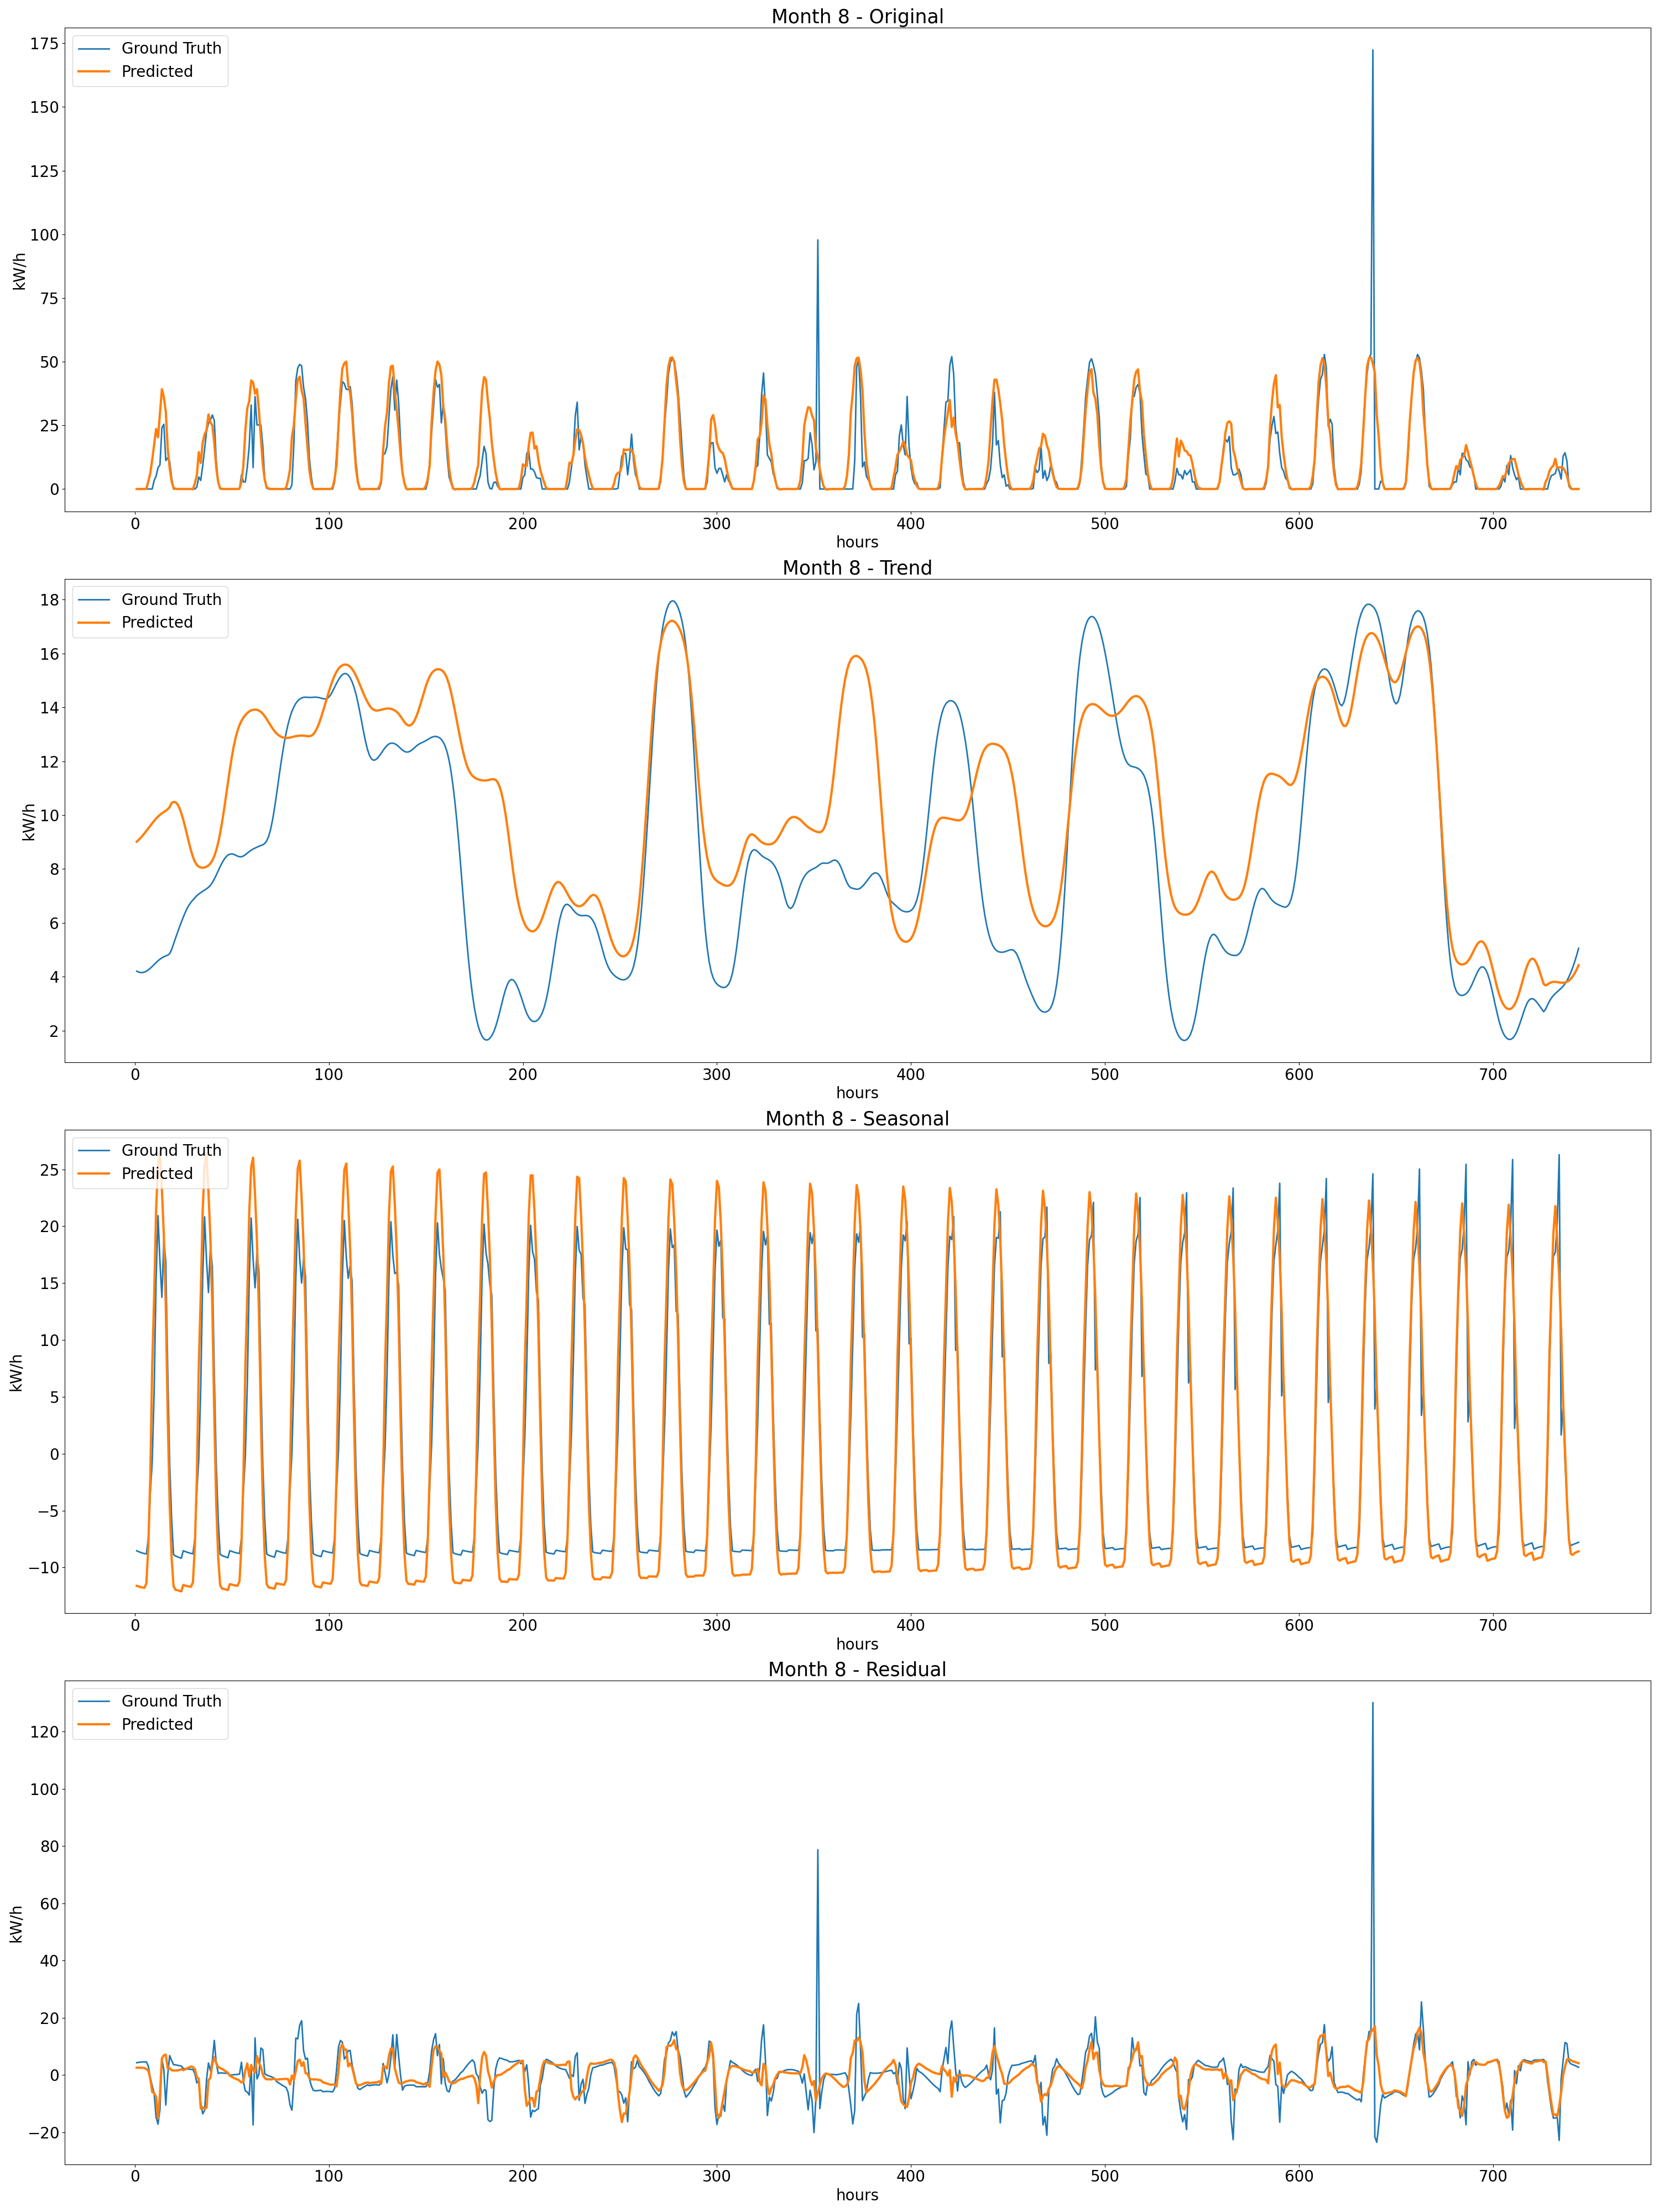 Month 8 - Original
Ground Truth
Predicted
175
150
125
100
75
50
25
0
kW/h
0 100 200 300 400 500 600 700
hours
Month 8 - Trend
Ground Truth
Predicted
18
16
14
12
10
8
6
4
2
kW/h
0 100 200 300 400 500 600 700
hours
Month 8 - Seasonal
Ground Truth
Predicted
25
20
15
10
5
0
−5
−10
kW/h
0 100 200 300 400 500 600 700
hours
Month 8 - Residual
Ground Truth
Predicted
120
100
80
60
40
20
0
−20
kW/h
0 100 200 300 400 500 600 700
hours